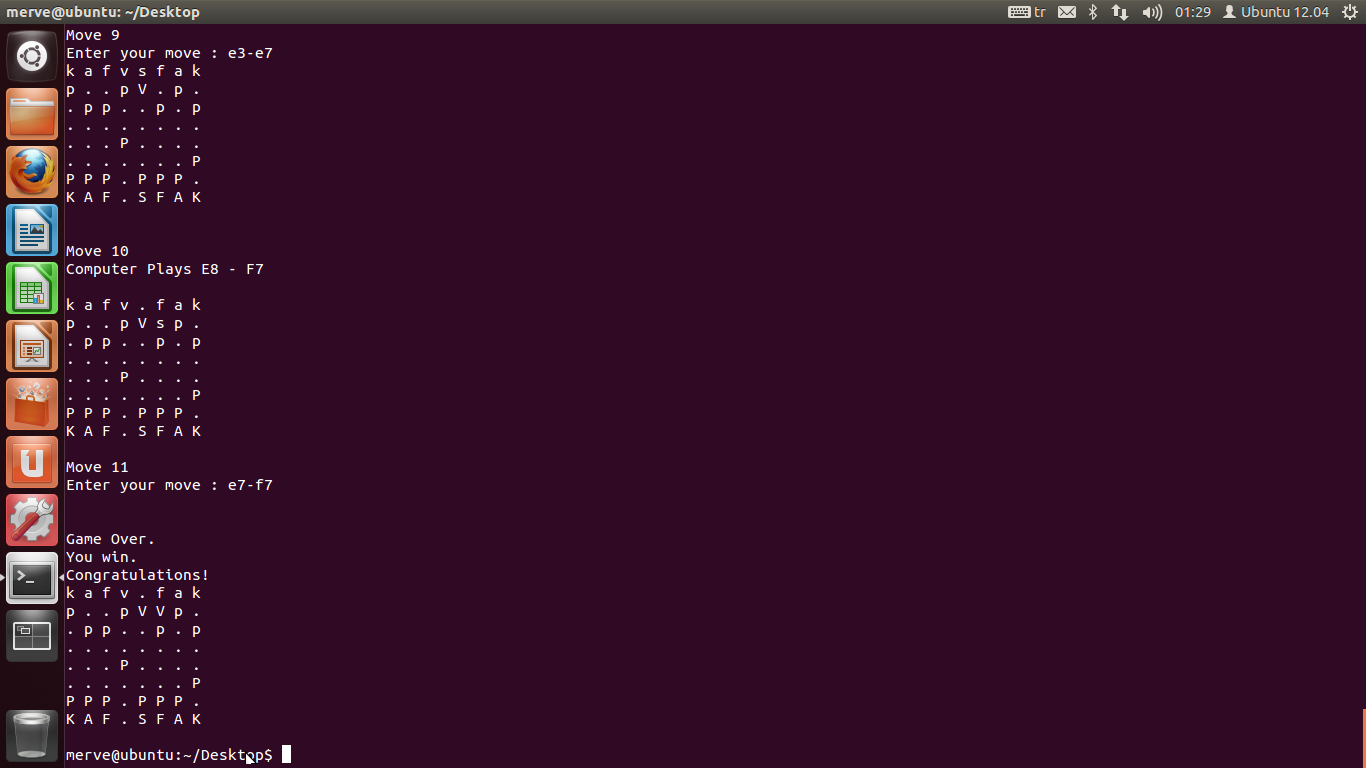 merve@ubuntu: ~/Desktop
tr
01:29
Ubuntu 12.04
Move 9
Enter your move : e3-e7
k a f v s f a k
p . . p V . p .
. p p . . p . p
. . . . . . . .
. . . P . . . .
. . . . . . . P
P P P . P P P .
K A F . S F A K
Move 10
Computer Plays E8 - F7
k a f v . f a k
p . . p V s p .
. p p . . p . p
. . . . . . . .
. . . P . . . .
. . . . . . . P
P P P . P P P .
K A F . S F A K
Move 11
Enter your move : e7-f7
Game Over.
You win.
Congratulations!
k a f v . f a k
p . . p V V p .
. p p . . p . p
. . . . . . . .
. . . P . . . .
. . . . . . . P
P P P . P P P .
K A F . S F A K
merve@ubuntu:~/Desktop$